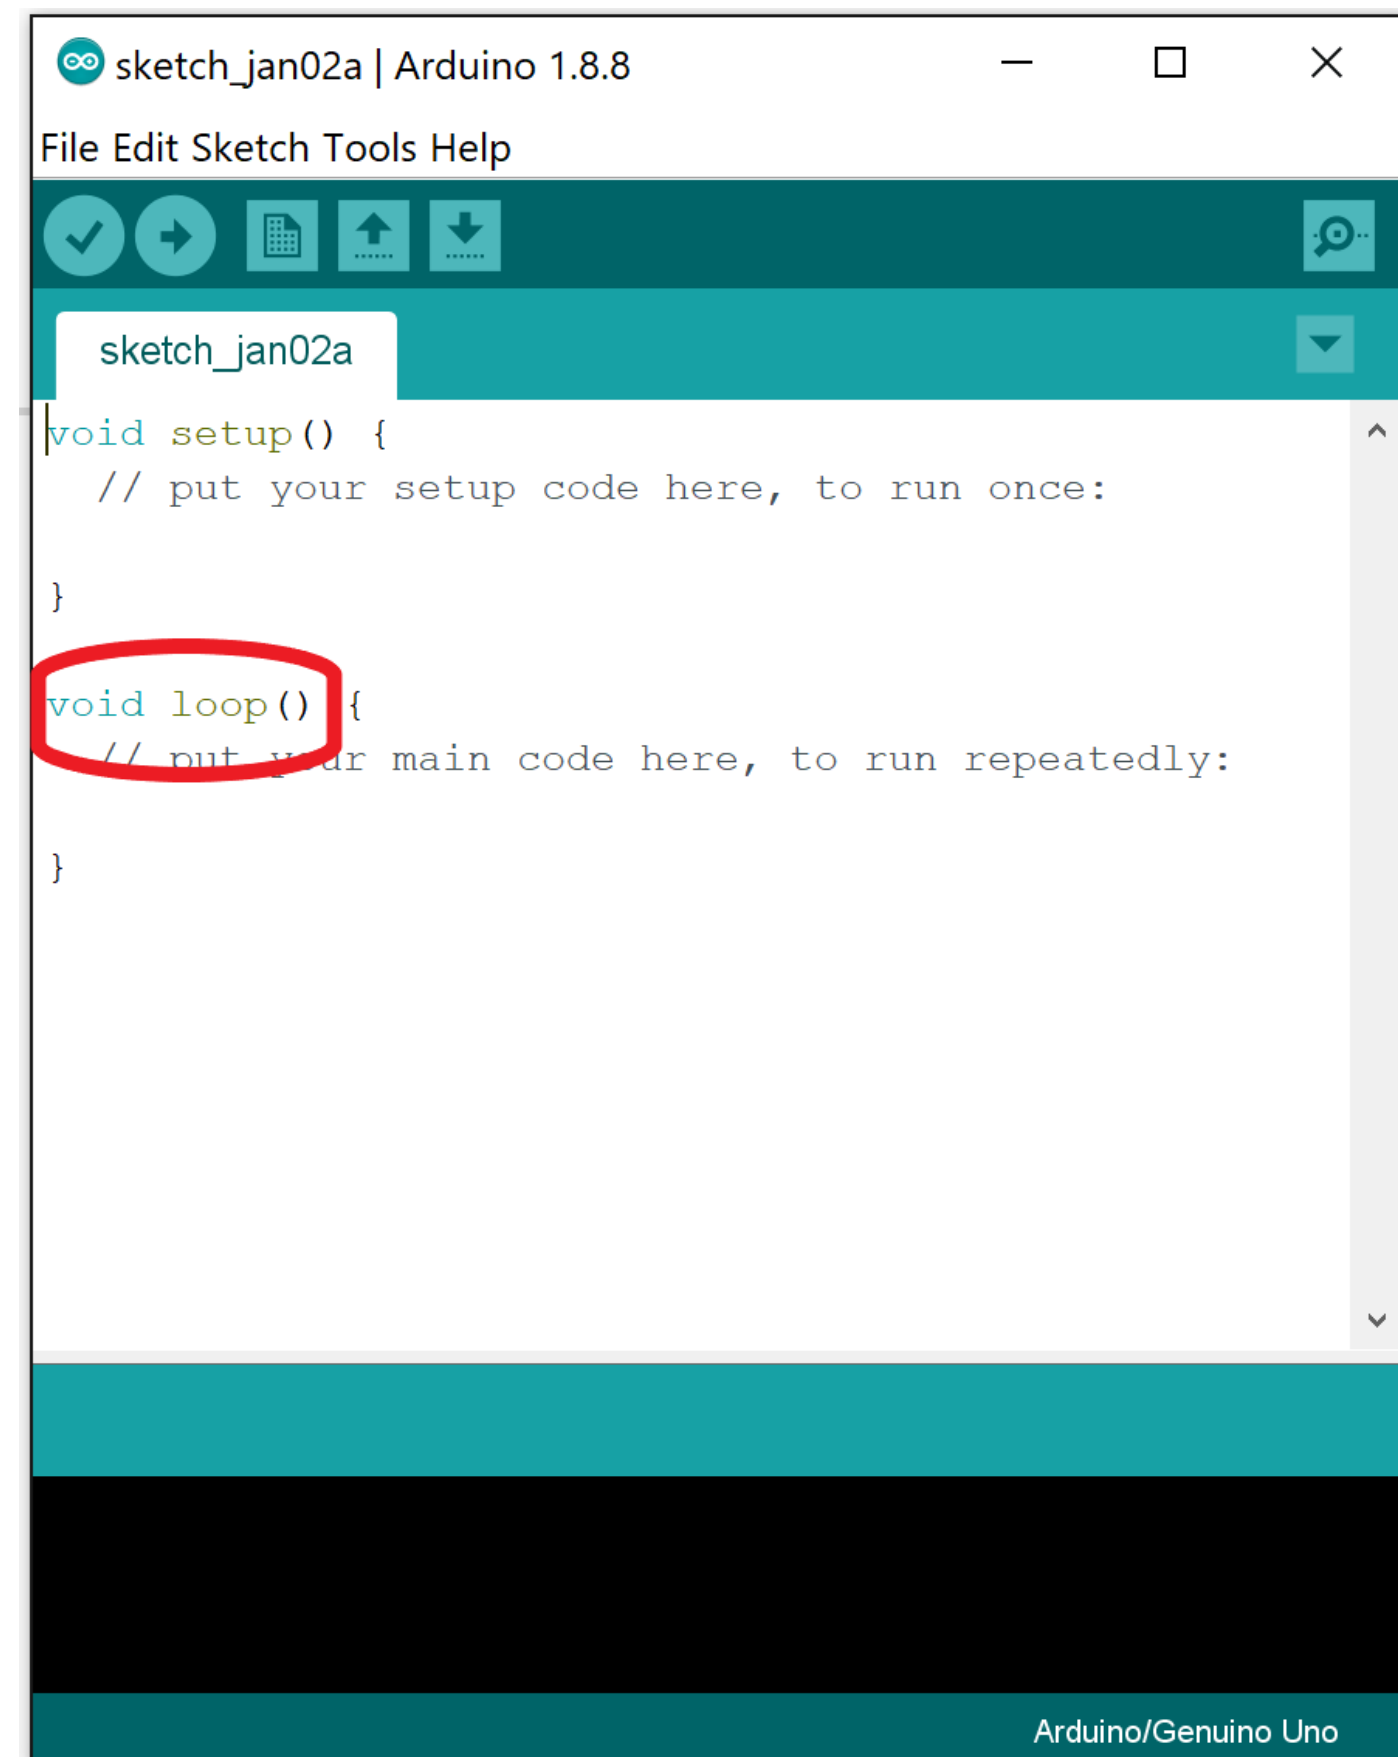 sketch_jan02a | Arduino 1.8.8
File Edit Sketch Tools Help
sketch_jan02a
void setup() {
  // put your setup code here, to run once:
}
void loop() {
  // put your main code here, to run repeatedly:
}
Arduino/Genuino Uno